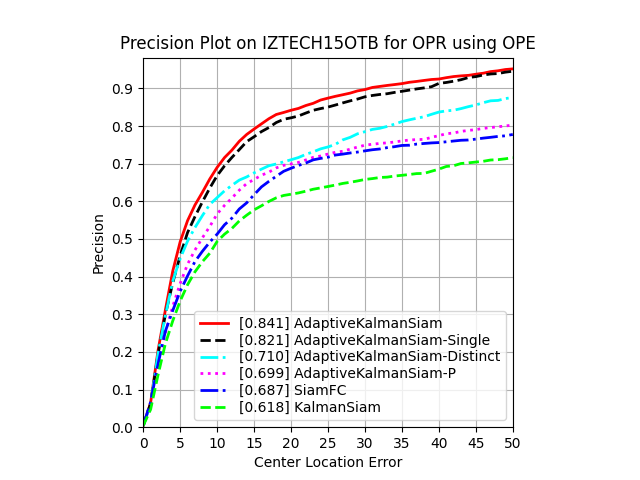 Precision Plot on IZTECH15OTB for OPR using OPE
Precision
0.9
0.8
0.7
0.6
0.5
0.4
0.3
0.2
0.1
0.0
[0.841] AdaptiveKalmanSiam
[0.821] AdaptiveKalmanSiam-Single
[0.710] AdaptiveKalmanSiam-Distinct
[0.699] AdaptiveKalmanSiam-P
[0.687] SiamFC
[0.618] KalmanSiam
0 5 10 15 20 25 30 35 40 45 50
Center Location Error